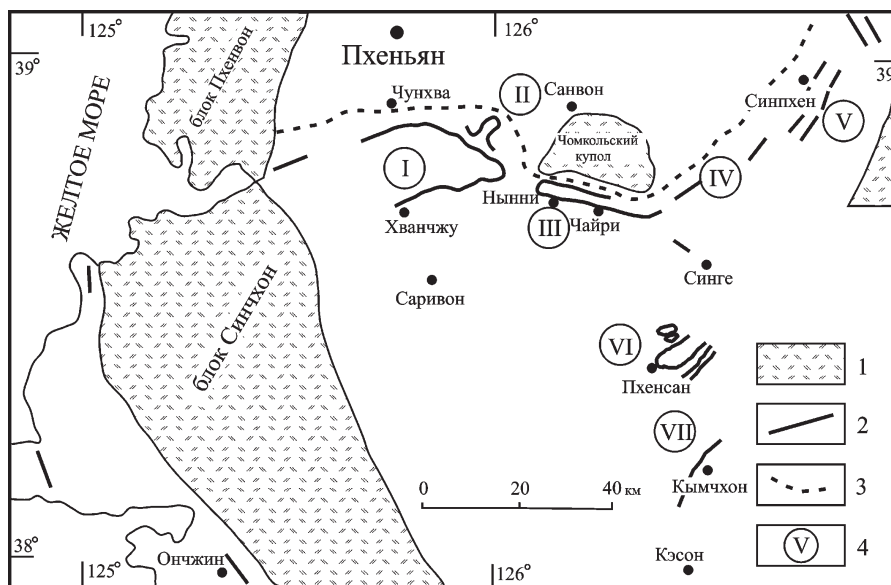 125°
126°
39°
Пхеньян
39
блок Пхенвон
Чунхва
II
Санвон
Синпхен
V
ЖЕЛТОЕ МОРЕ
Чомкольский
купол
I
IV
Нынни
Хванчжу
III
Чайри
Синге
Саривон
блок Синчхон
VI
Пхенсан
1
VII
2
0 20 40 км
Кымчхон
3
38°
Ончжин
Кэсон
V 4
125°
126°